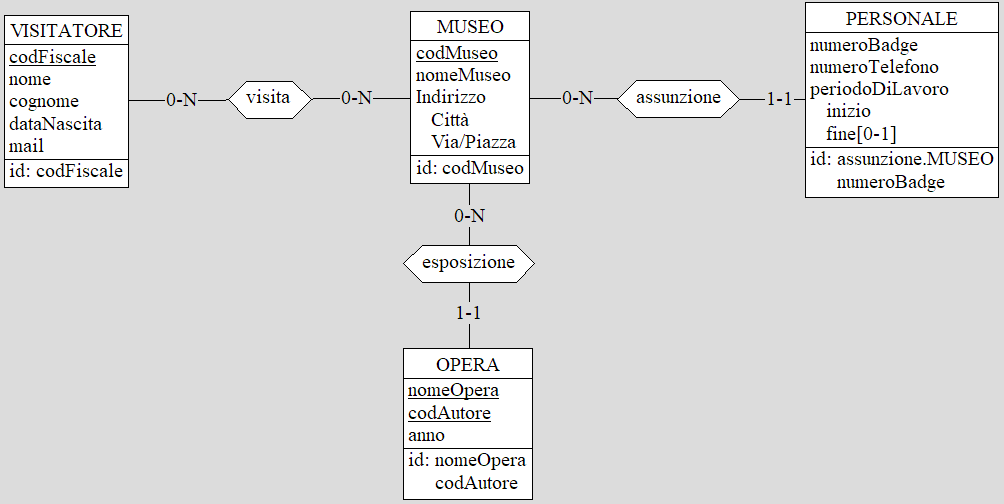 VISITATORE
codFiscale
nome
cognome
dataNascita
mail
id: codFiscale
0-N
visita
0-N
MUSEO
codMuseo
nomeMuseo
Indirizzo
Città
Via/Piazza
id: codMuseo
0-N
assunzione
1-1
PERSONALE
numeroBadge
numeroTelefono
periodoDiLavoro
inizio
fine[0-1]
id: assunzione.MUSEO
numeroBadge
0-N
esposizione
1-1
OPERA
nomeOpera
codAutore
anno
id: nomeOpera
codAutore